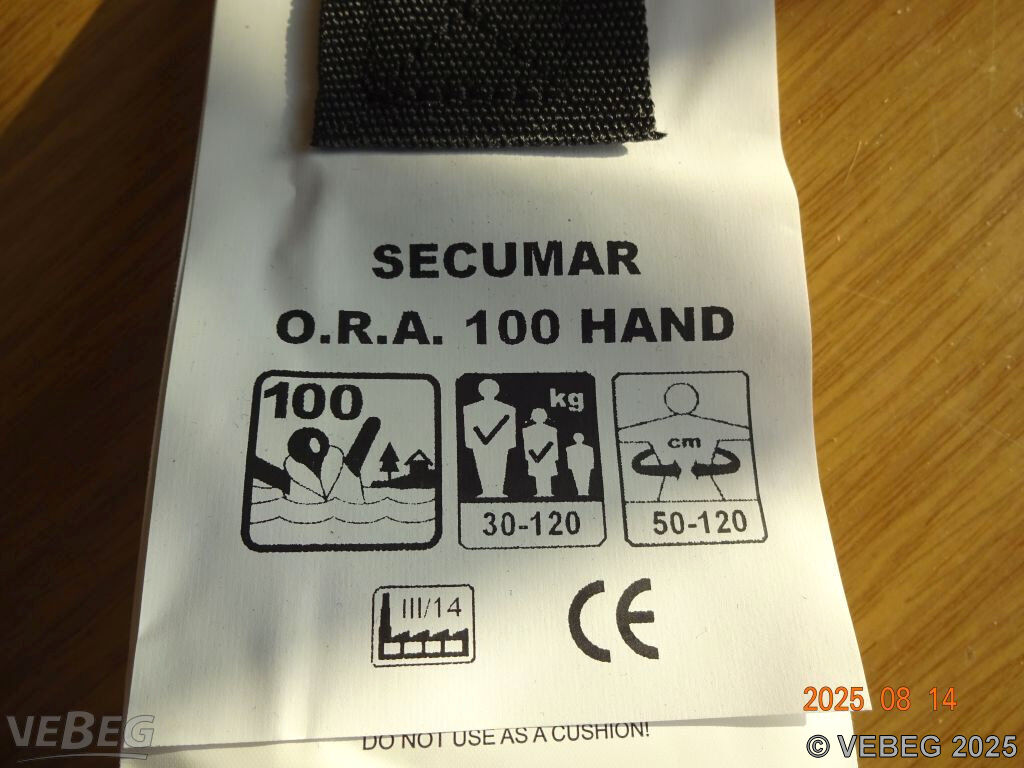 SECUMAR
O.R.A. 100 HAND
100
kg
30-120
cm
50-120
III/14
CE
DO NOT USE AS A CUSHION!
2025 08 14
VEBEG
© VEBEG 2025